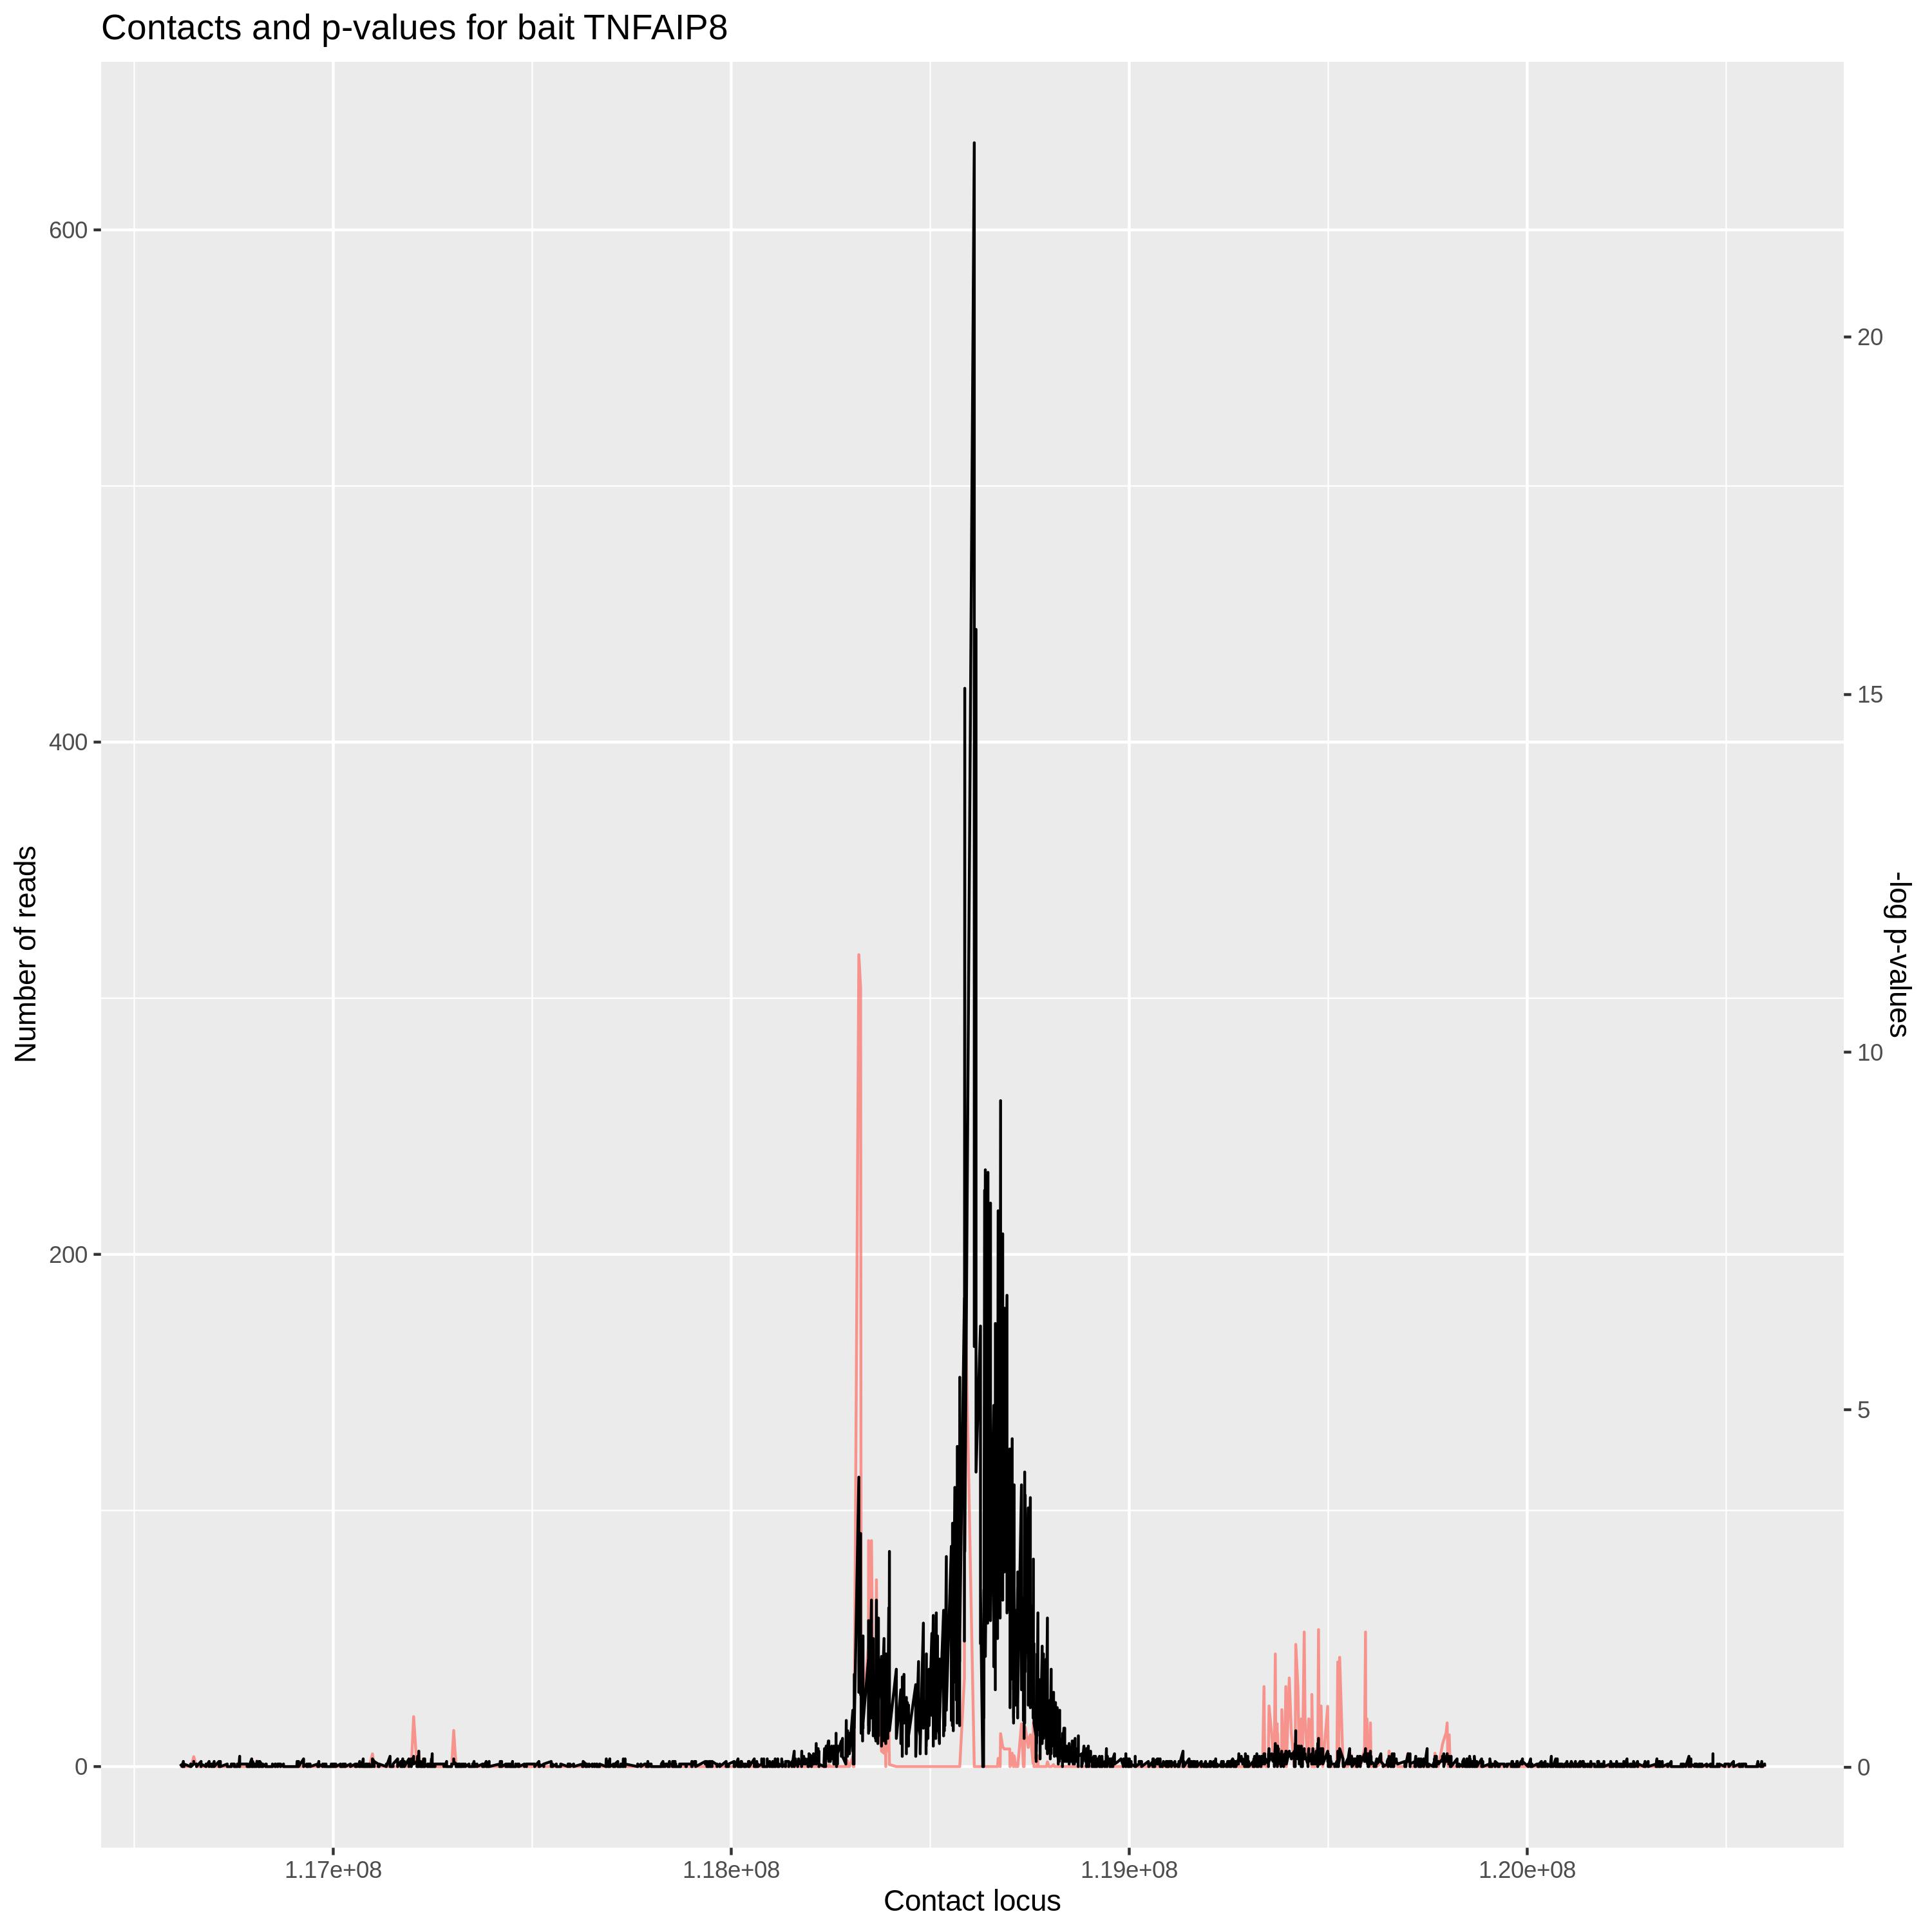 Contacts and p-values for bait TNFAIP8
600
400
200
0
Number of reads
20
15
10
5
0
-log p-values
1.17e+08
1.18e+08
1.19e+08
1.20e+08
Contact locus